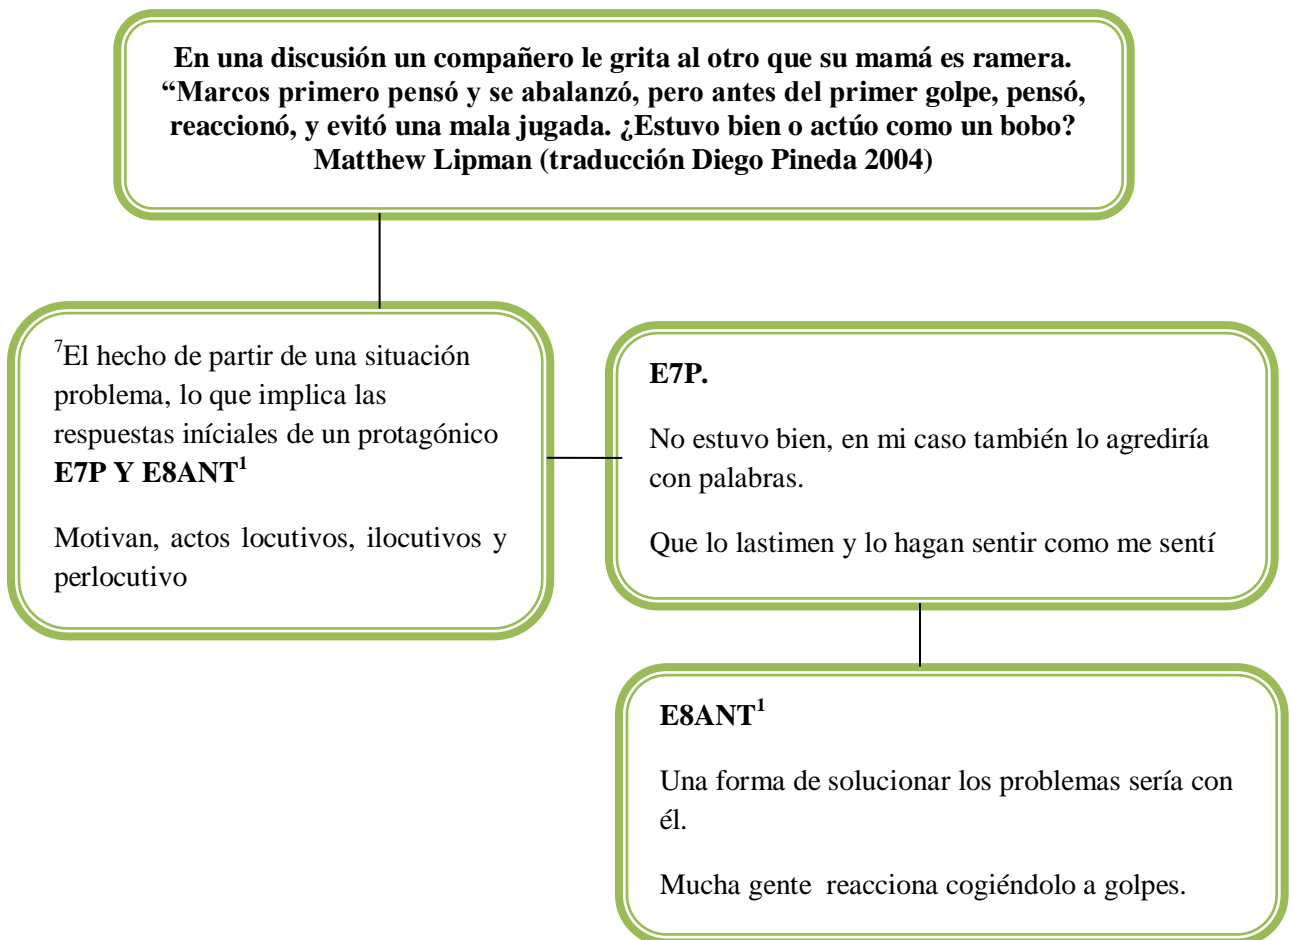 En una discusión un compañero le grita al otro que su mamá es ramera.
“Marcos primero pensó y se abalanzó, pero antes del primer golpe, pensó,
reaccionó, y evitó una mala jugada. ¿Estuvo bien o actúo como un bobo?
Matthew Lipman (traducción Diego Pineda 2004)
⁷El hecho de partir de una situación
problema, lo que implica las
respuestas iníciales de un protagónico
E7P Y E8ANT¹
Motivan, actos locutivos, ilocutivos y
perlocutivo
E7P.
No estuvo bien, en mi caso también lo agrediría
con palabras.
Que lo lastimen y lo hagan sentir como me sentí
E8ANT¹
Una forma de solucionar los problemas sería con
él.
Mucha gente reacciona cogiéndolo a golpes.